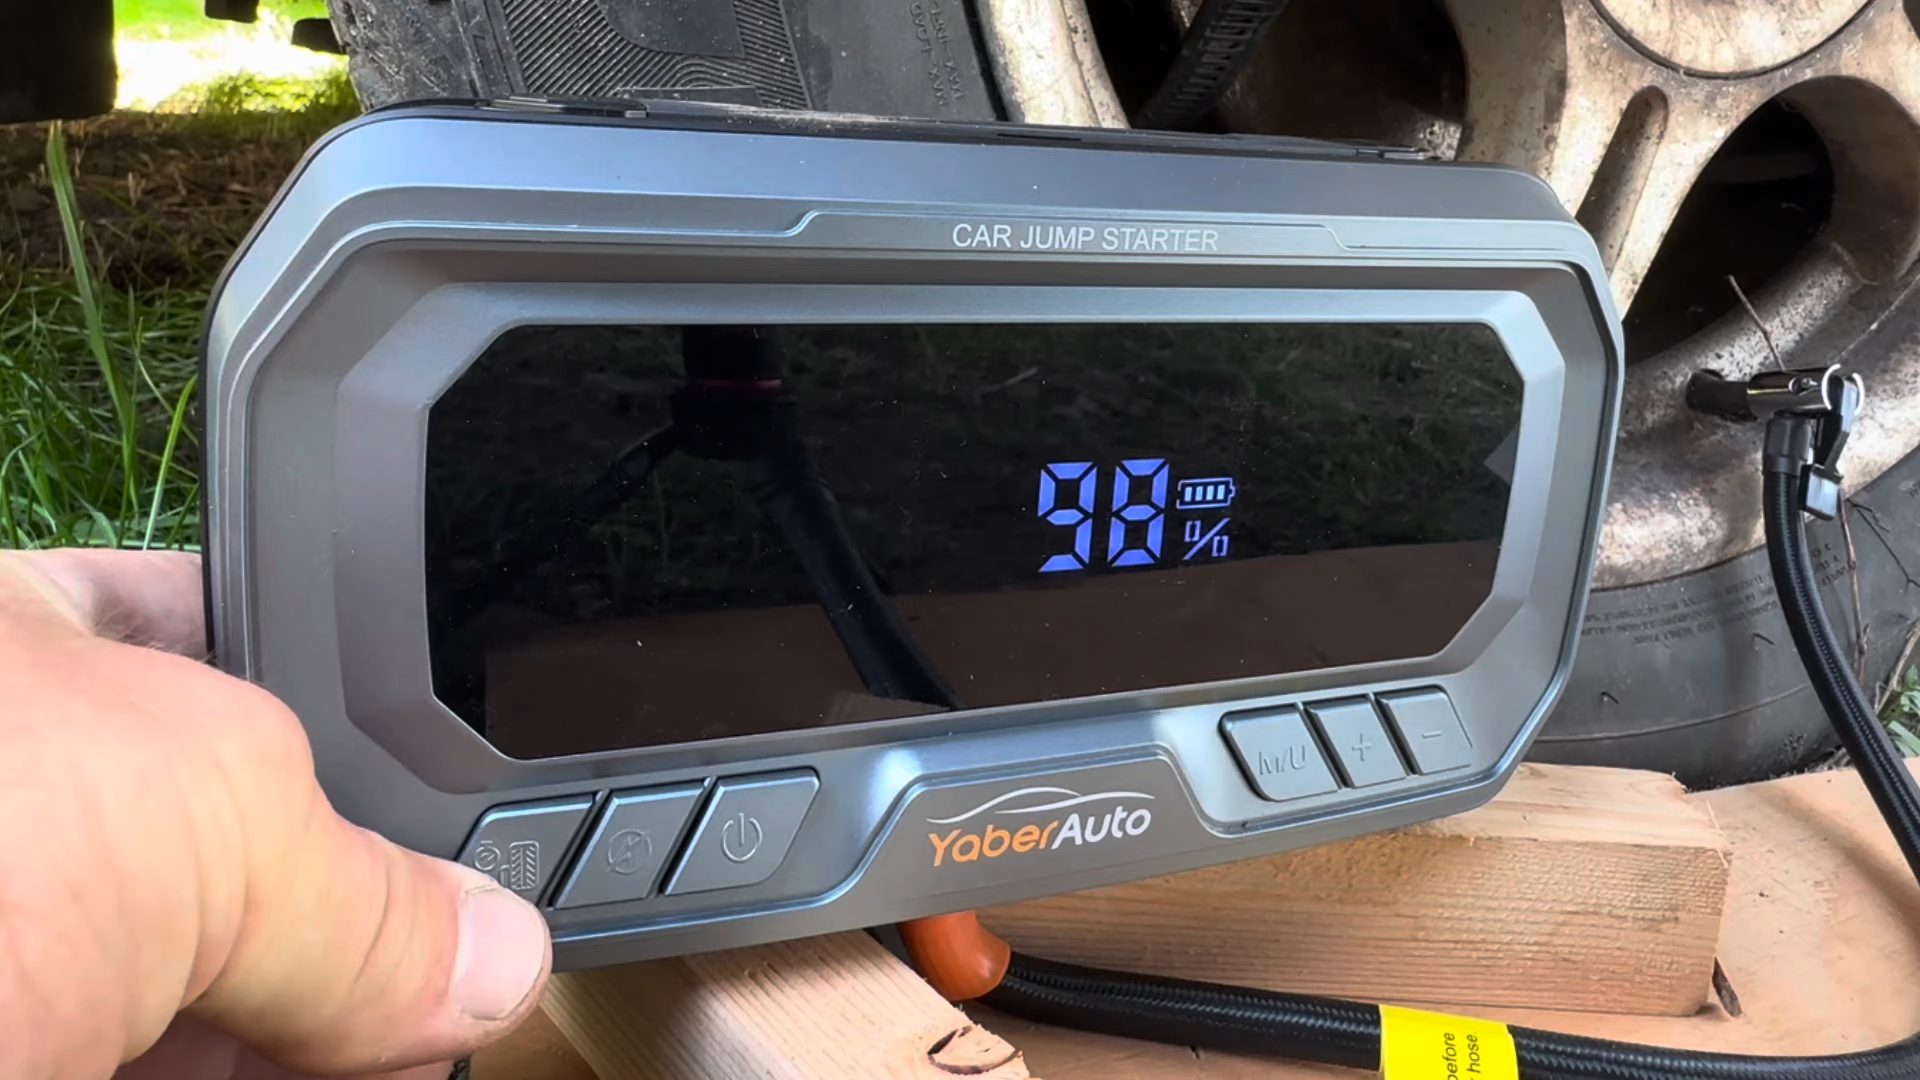 CAR JUMP STARTER
98
%
M/U
+
-
YaberAuto
before
hose